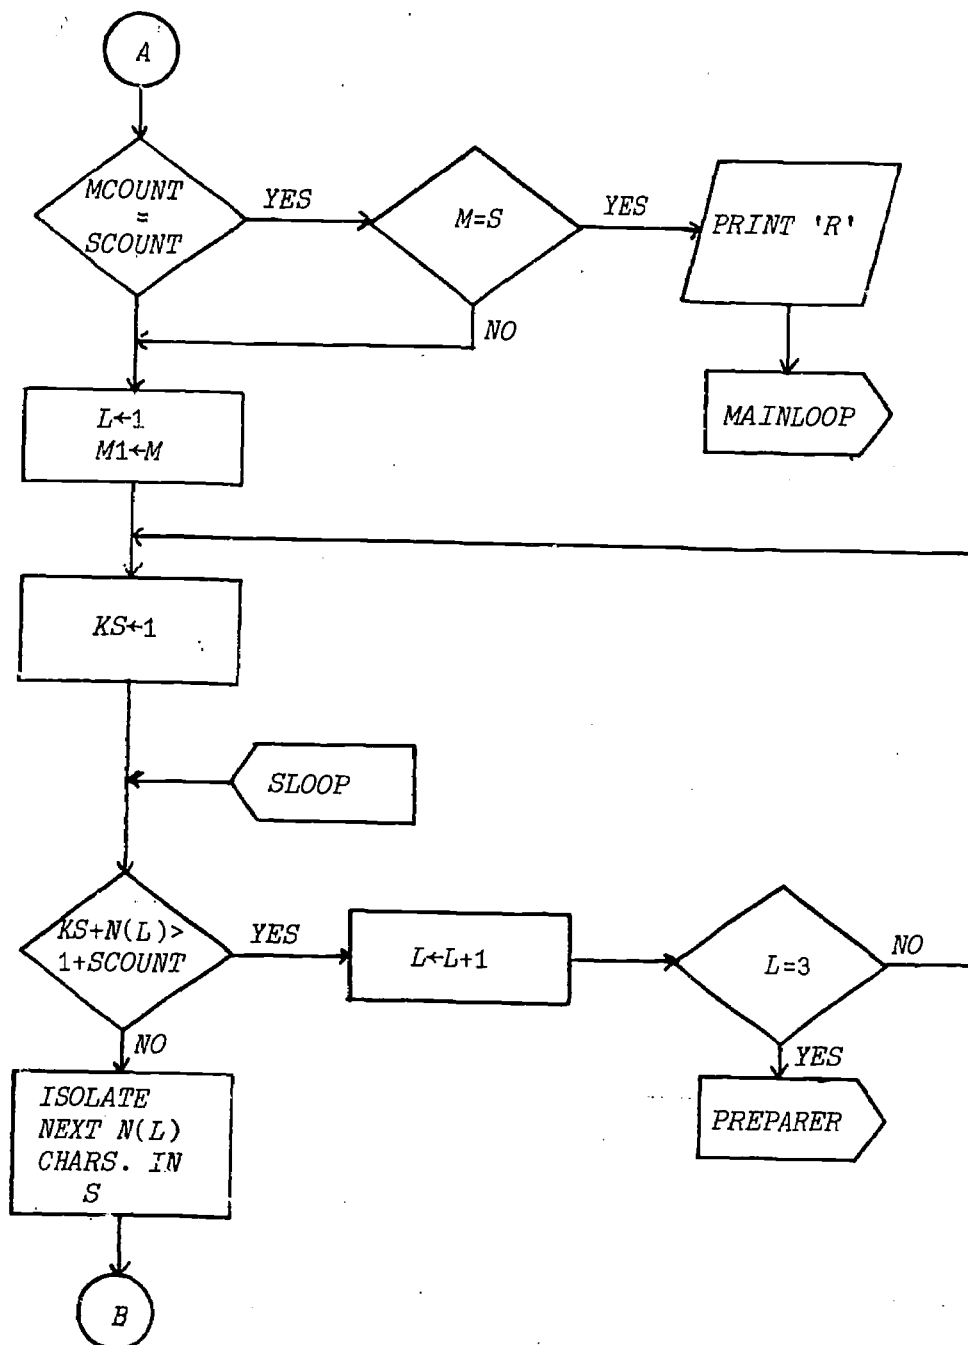 A
MCOUNT
=
SCOUNT
YES
M=S
YES
PRINT 'R'
NO
MAINLOOP
L←1
M1←M
KS←1
SLOOP
KS+N(L)>
1+SCOUNT
YES
L←L+1
L=3
NO
NO
YES
ISOLATE
NEXT N(L)
CHARS. IN
S
PREPARER
B